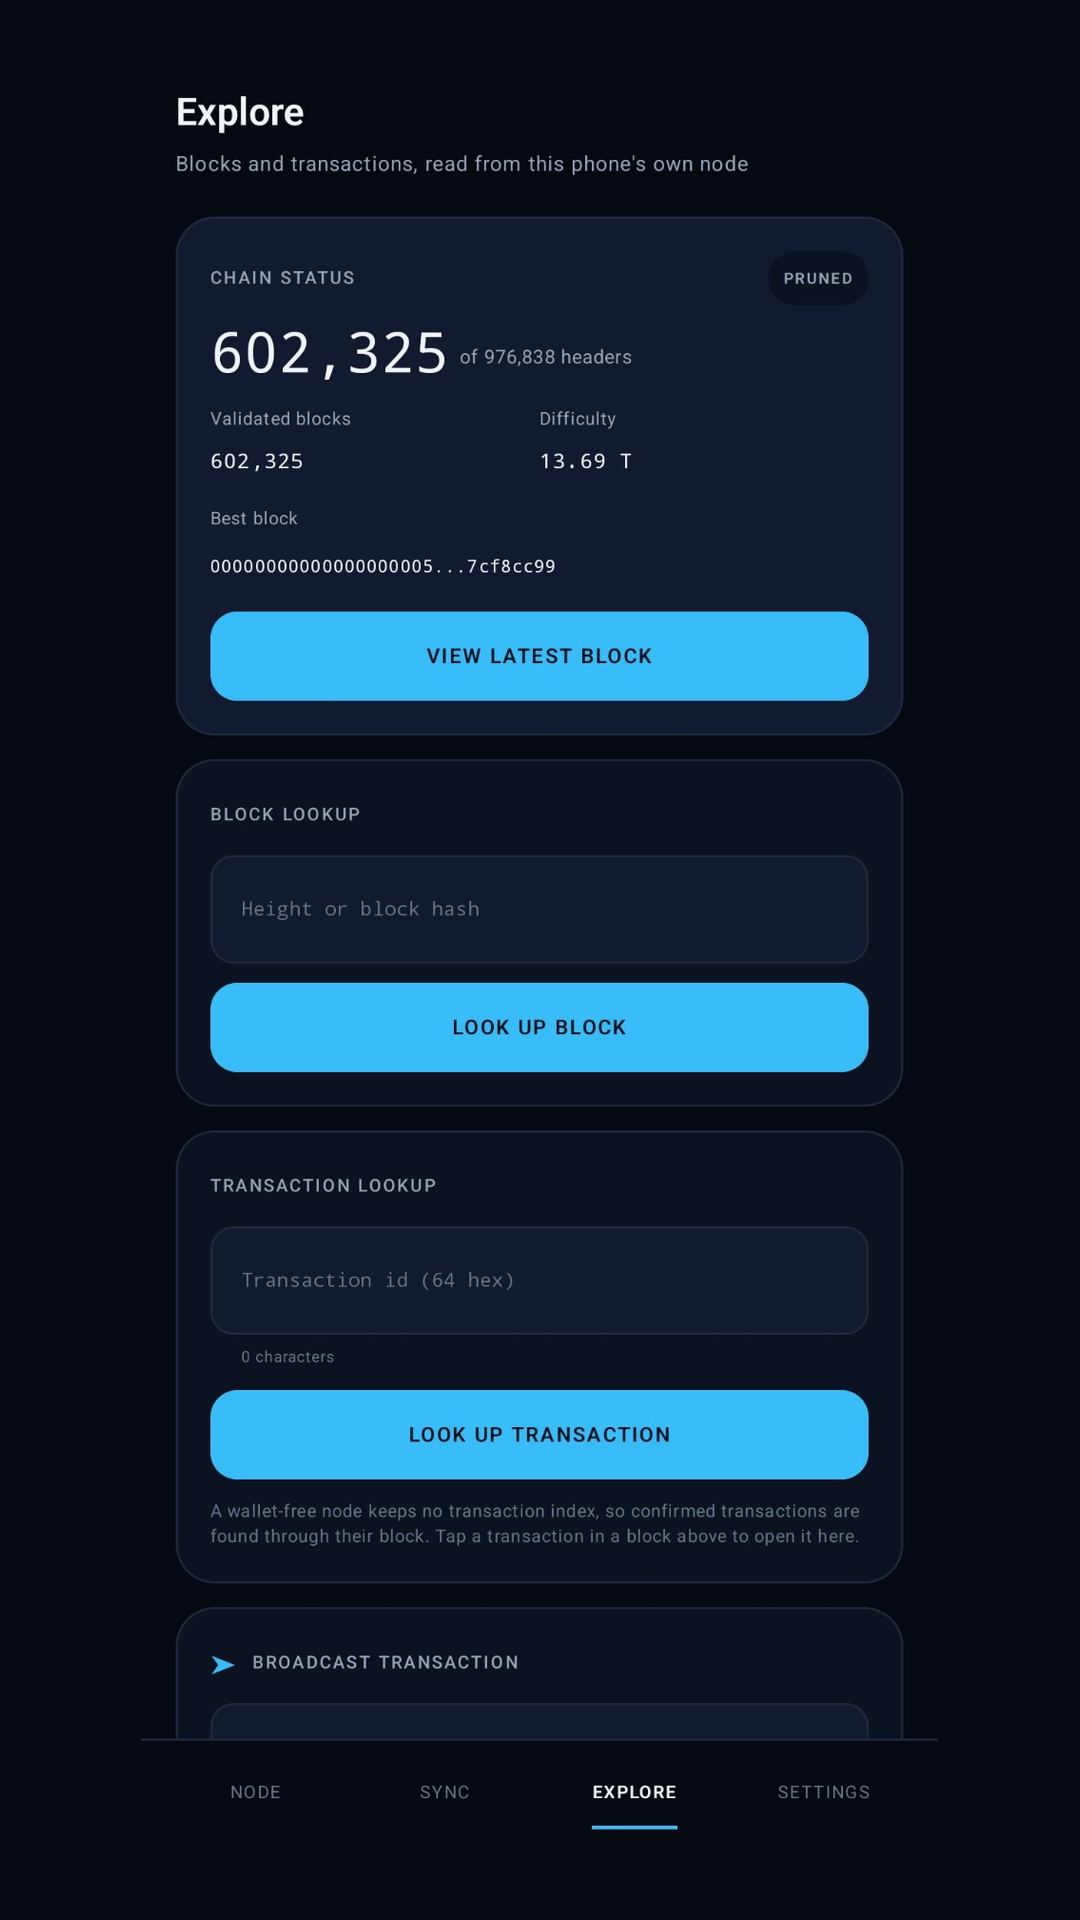 Explore
Blocks and transactions, read from this phone's own node
CHAIN STATUS
PRUNED
602,325 of 976,838 headers
Validated blocks
Difficulty
602,325
13.69 T
Best block
00000000000000000005...7cf8cc99
VIEW LATEST BLOCK
BLOCK LOOKUP
Height or block hash
LOOK UP BLOCK
TRANSACTION LOOKUP
Transaction id (64 hex)
0 characters
LOOK UP TRANSACTION
A wallet-free node keeps no transaction index, so confirmed transactions are
found through their block. Tap a transaction in a block above to open it here.
BROADCAST TRANSACTION
NODE
SYNC
EXPLORE
SETTINGS